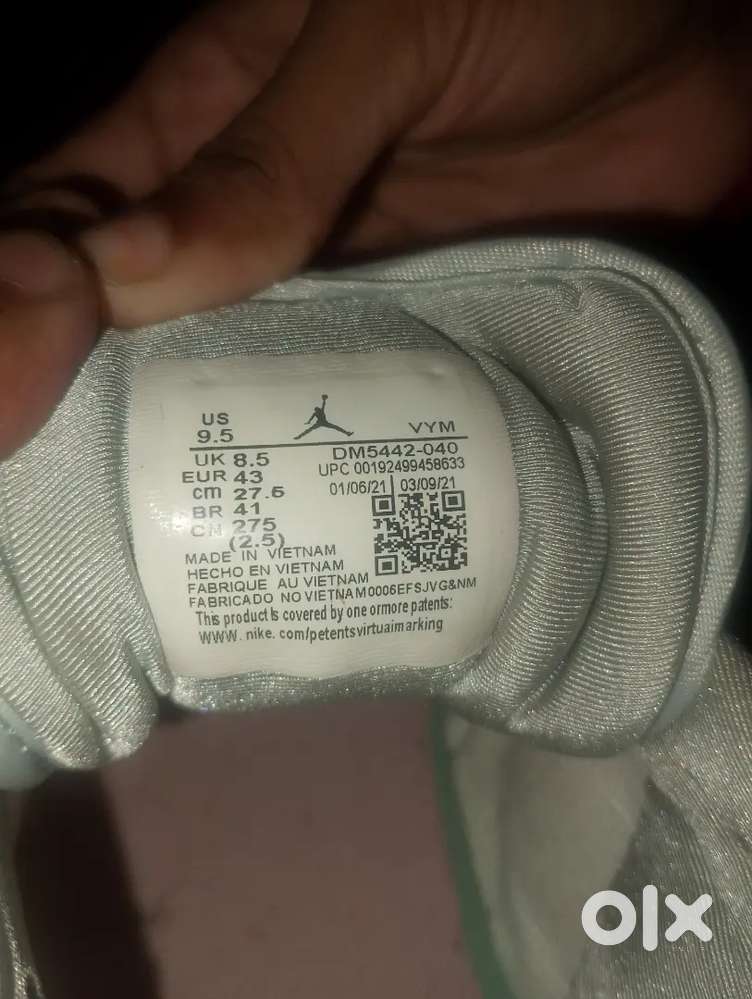 US
9.5
VYM
UK 8.5
DM5442-040
EUR 43
UPC 00192499458633
cm 27.5
01/06/21 03/09/21
BR 41
CN 275
(2.5)
MADE IN VIETNAM
HECHO EN VIETNAM
FABRIQUE AU VIETNAM
FABRICADO NO VIETNAM0006EFSJVG&NM
This product is covered by one ormore patents:
WWW. nike. com/petentsvirtuaimarking
olx